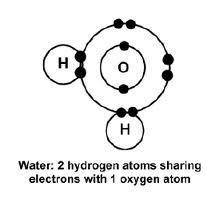 H
O
H
Water: 2 hydrogen atoms sharing
electrons with 1 oxygen atom